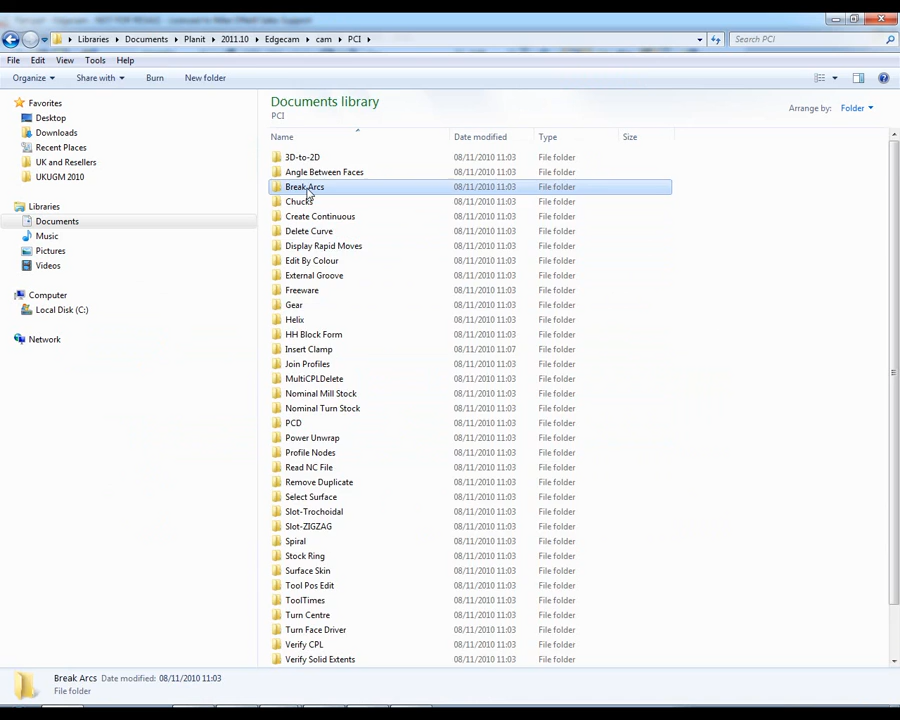 Libraries ▸ Documents ▸ Planit ▸ 2011.10 ▸ Edgecam ▸ cam ▸ PCI ▸ Search PCI
File Edit View Tools Help
Organize Share with Burn New folder
Favorites
Desktop
Downloads
Recent Places
UK and Resellers
UKUGM 2010
Libraries
Documents
Music
Pictures
Videos
Computer
Local Disk (C:)
Network
Documents library
PCI
Arrange by: Folder
Name Date modified Type Size
3D-to-2D 08/11/2010 11:03 File folder
Angle Between Faces 08/11/2010 11:03 File folder
Break Arcs 08/11/2010 11:03 File folder
Chucks 08/11/2010 11:03 File folder
Create Continuous 08/11/2010 11:03 File folder
Delete Curve 08/11/2010 11:03 File folder
Display Rapid Moves 08/11/2010 11:03 File folder
Edit By Colour 08/11/2010 11:03 File folder
External Groove 08/11/2010 11:03 File folder
Freeware 08/11/2010 11:03 File folder
Gear 08/11/2010 11:03 File folder
Helix 08/11/2010 11:03 File folder
HH Block Form 08/11/2010 11:03 File folder
Insert Clamp 08/11/2010 11:07 File folder
Join Profiles 08/11/2010 11:03 File folder
MultiCPLDelete 08/11/2010 11:03 File folder
Nominal Mill Stock 08/11/2010 11:03 File folder
Nominal Turn Stock 08/11/2010 11:03 File folder
PCD 08/11/2010 11:03 File folder
Power Unwrap 08/11/2010 11:03 File folder
Profile Nodes 08/11/2010 11:03 File folder
Read NC File 08/11/2010 11:03 File folder
Remove Duplicate 08/11/2010 11:03 File folder
Select Surface 08/11/2010 11:03 File folder
Slot-Trochoidal 08/11/2010 11:03 File folder
Slot-ZIGZAG 08/11/2010 11:03 File folder
Spiral 08/11/2010 11:03 File folder
Stock Ring 08/11/2010 11:03 File folder
Surface Skin 08/11/2010 11:03 File folder
Tool Pos Edit 08/11/2010 11:03 File folder
ToolTimes 08/11/2010 11:03 File folder
Turn Centre 08/11/2010 11:03 File folder
Turn Face Driver 08/11/2010 11:03 File folder
Verify CPL 08/11/2010 11:03 File folder
Verify Solid Extents 08/11/2010 11:03 File folder
Break Arcs Date modified: 08/11/2010 11:03
File folder